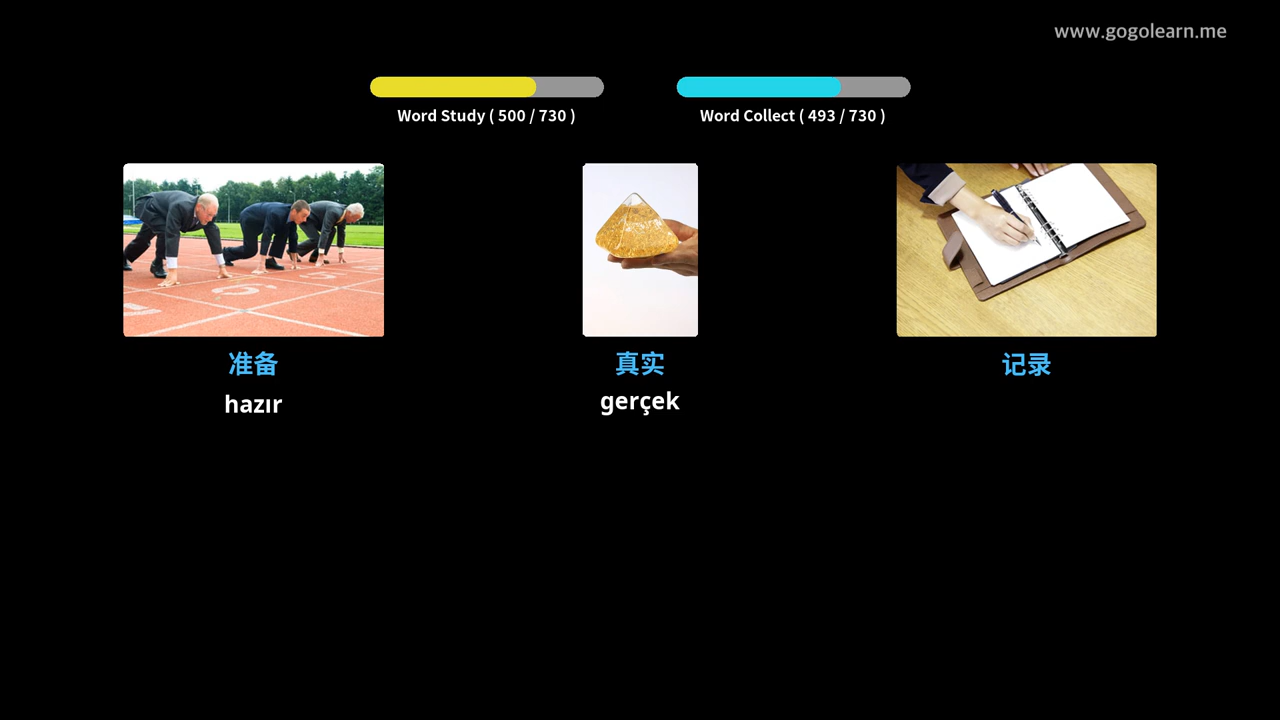 www.gogolearn.me
Word Study ( 500 / 730 )
Word Collect ( 493 / 730 )
准备
真实
记录
hazır
gerçek